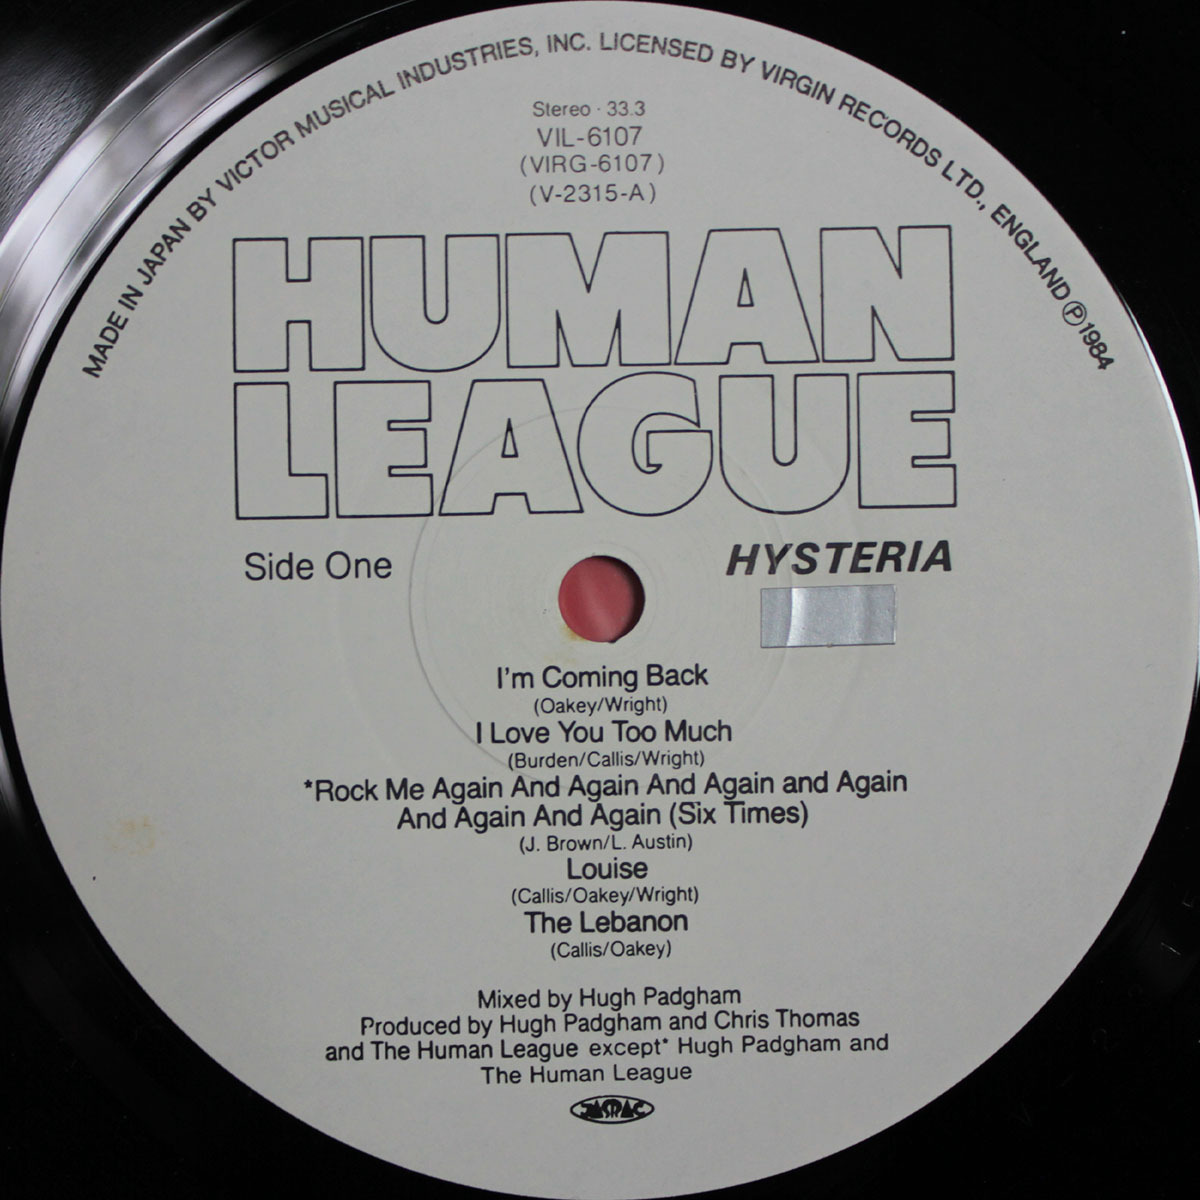 MADE IN JAPAN BY VICTOR MUSICAL INDUSTRIES, INC. LICENSED BY VIRGIN RECORDS LTD., ENGLAND ℗1984
Stereo · 33.3
VIL-6107
(VIRG-6107)
(V-2315-A)
HUMAN
LEAGUE
Side One
HYSTERIA
I'm Coming Back
(Oakey/Wright)
I Love You Too Much
(Burden/Callis/Wright)
*Rock Me Again And Again And Again and Again
And Again And Again (Six Times)
(J. Brown/L. Austin)
Louise
(Callis/Oakey/Wright)
The Lebanon
(Callis/Oakey)
Mixed by Hugh Padgham
Produced by Hugh Padgham and Chris Thomas
and The Human League except* Hugh Padgham and
The Human League
JASRAC